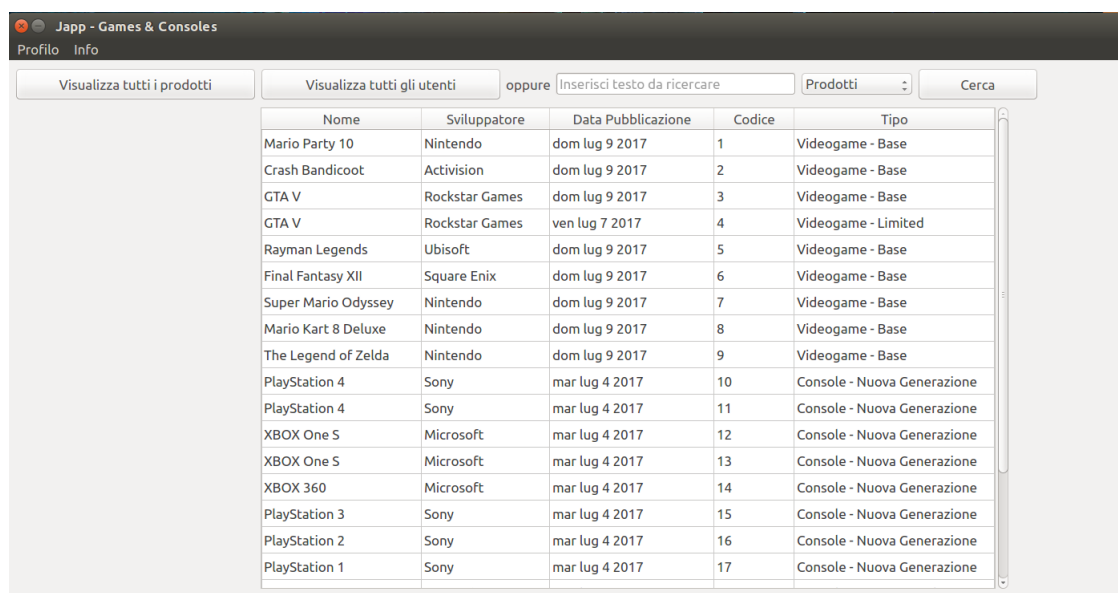 Japp - Games & Consoles
Profilo Info
Visualizza tutti i prodotti Visualizza tutti gli utenti oppure Inserisci testo da ricercare Prodotti Cerca
Nome Sviluppatore Data Pubblicazione Codice Tipo
Mario Party 10 Nintendo dom lug 9 2017 1 Videogame - Base
Crash Bandicoot Activision dom lug 9 2017 2 Videogame - Base
GTA V Rockstar Games dom lug 9 2017 3 Videogame - Base
GTA V Rockstar Games ven lug 7 2017 4 Videogame - Limited
Rayman Legends Ubisoft dom lug 9 2017 5 Videogame - Base
Final Fantasy XII Square Enix dom lug 9 2017 6 Videogame - Base
Super Mario Odyssey Nintendo dom lug 9 2017 7 Videogame - Base
Mario Kart 8 Deluxe Nintendo dom lug 9 2017 8 Videogame - Base
The Legend of Zelda Nintendo dom lug 9 2017 9 Videogame - Base
PlayStation 4 Sony mar lug 4 2017 10 Console - Nuova Generazione
PlayStation 4 Sony mar lug 4 2017 11 Console - Nuova Generazione
XBOX One S Microsoft mar lug 4 2017 12 Console - Nuova Generazione
XBOX One S Microsoft mar lug 4 2017 13 Console - Nuova Generazione
XBOX 360 Microsoft mar lug 4 2017 14 Console - Nuova Generazione
PlayStation 3 Sony mar lug 4 2017 15 Console - Nuova Generazione
PlayStation 2 Sony mar lug 4 2017 16 Console - Nuova Generazione
PlayStation 1 Sony mar lug 4 2017 17 Console - Nuova Generazione